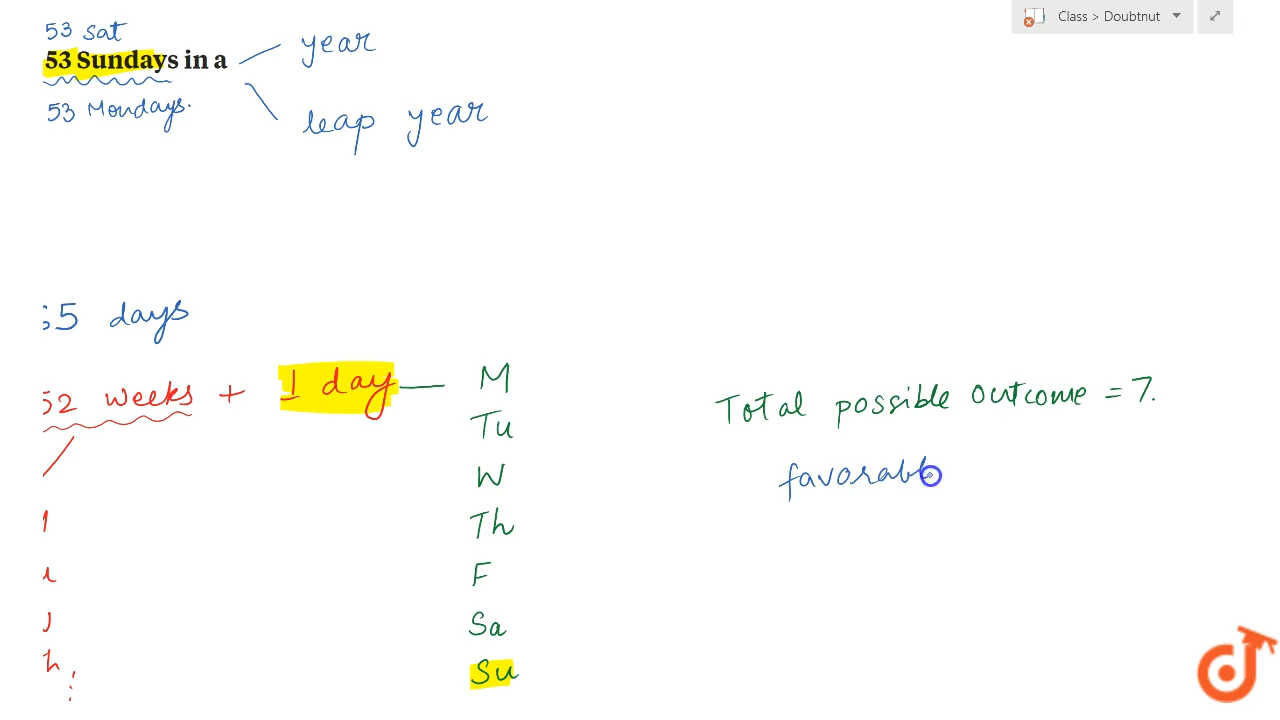 Class > Doubtnut
53 Sat
53 Sundays in a
year
53 Mondays.
leap year
5 days
52 weeks + 1 day — M
Tu
W
Th
F
Sa
Su
Total possible outcome = 7.
favorabl